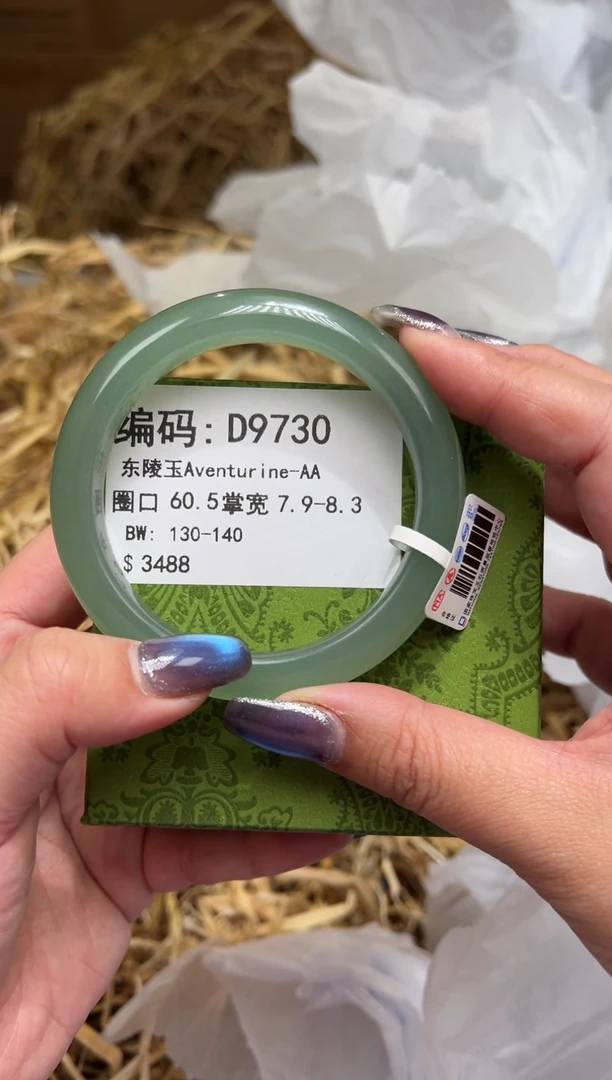 编码: D9730
东陵玉Aventurine-AA
圈口 60.5掌宽 7.9-8.3
BW: 130-140
$ 3488